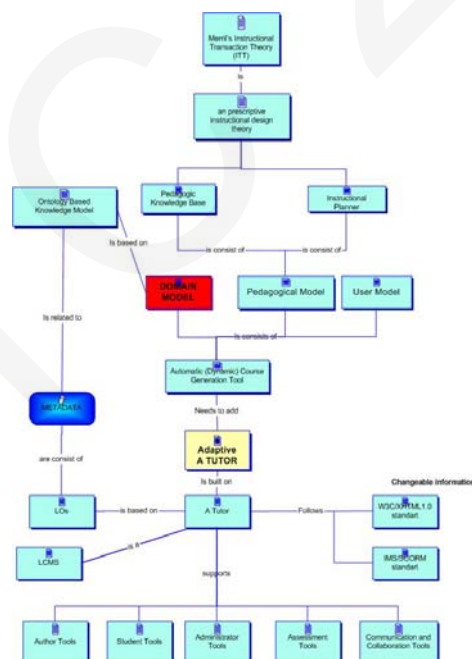 Merril's Instructional
Transaction Theory
(ITT)
is
an prescriptive
instructional design
theory
Ontology Based
Knowledge Model
Pedagogic
Knowledge Base
Instructional
Planner
Is based on
is consist of
is consist of
DOMAIN
MODEL
Pedagogical Model
User Model
Is related to
Is consists of
Automatic (Dynamic) Course
Generation Tool
METADATA
Needs to add
Adaptive
A TUTOR
are consist of
Is built on
Changeable information
LOs
is based on
A Tutor
Follows
W3C/XHTML1.0
standart
is a
LCMS
IMS/SCORM
standart
supports
Author Tools
Student Tools
Administrator
Tools
Assessment
Tools
Communication and
Collaboration Tools